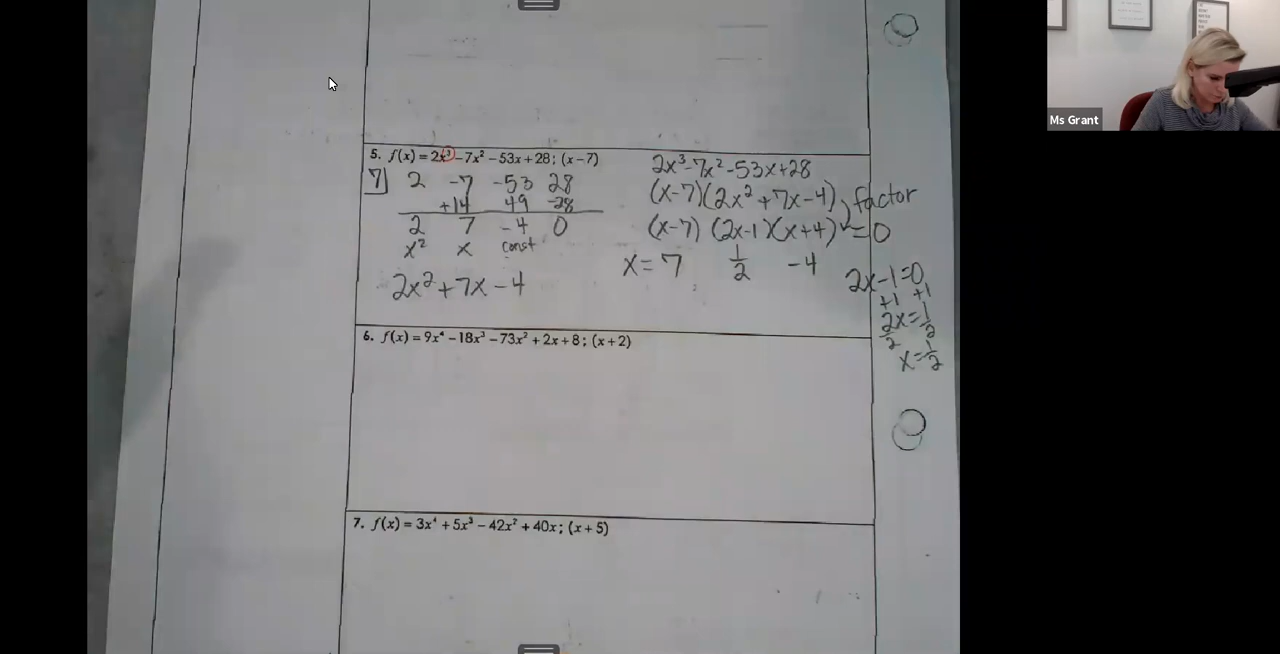 Ms Grant
5. f(x) = 2x³ − 7x² − 53x + 28; (x − 7)
7 2 -7 -53 28
+14 49 -28
2 7 -4 0
x² x const
2x² + 7x - 4
2x³-7x²-53x+28
(x-7)(2x²+7x-4) factor
(x-7) (2x-1)(x+4) = 0
x = 7 1/2 -4
2x-1=0
+1 +1
2x=1
2 2
x=1/2
6. f(x) = 9x⁴ − 18x³ − 73x² + 2x + 8; (x + 2)
7. f(x) = 3x⁴ + 5x³ − 42x² + 40x; (x + 5)